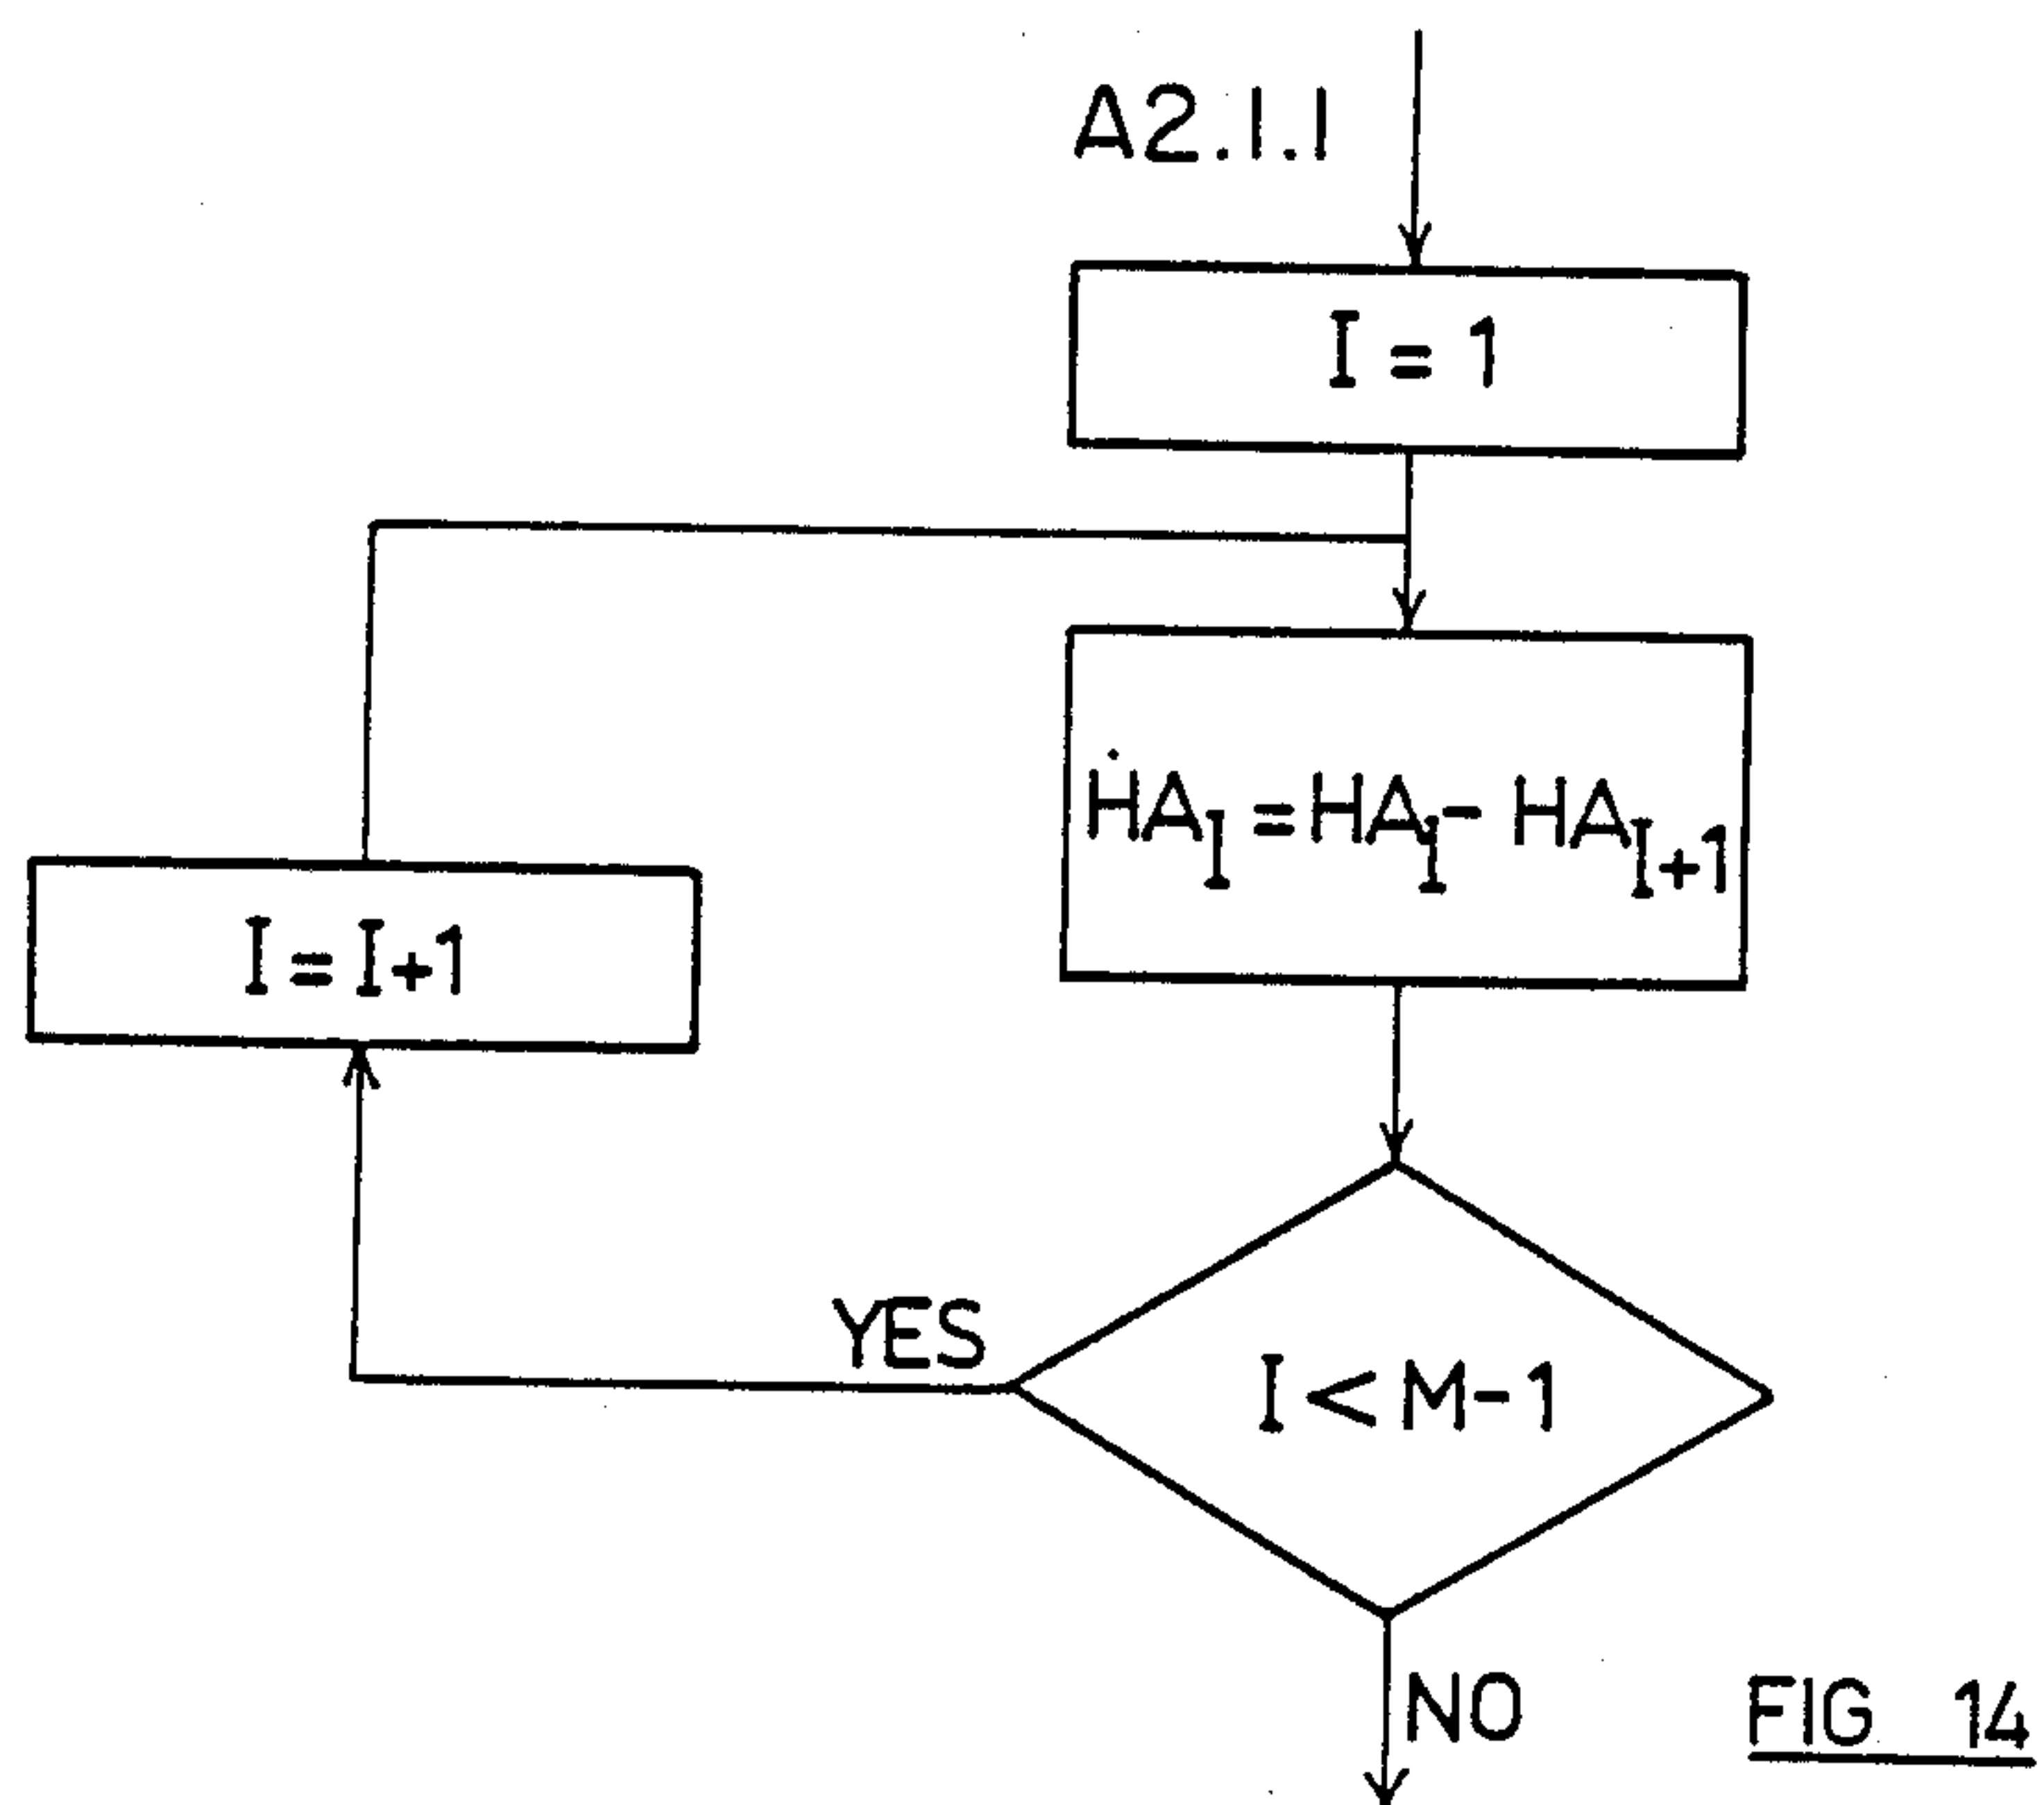 A2.1.1
I = 1
ḢA_I = HA_I - HA_I+1
I = I+1
YES
I < M-1
NO
FIG 14